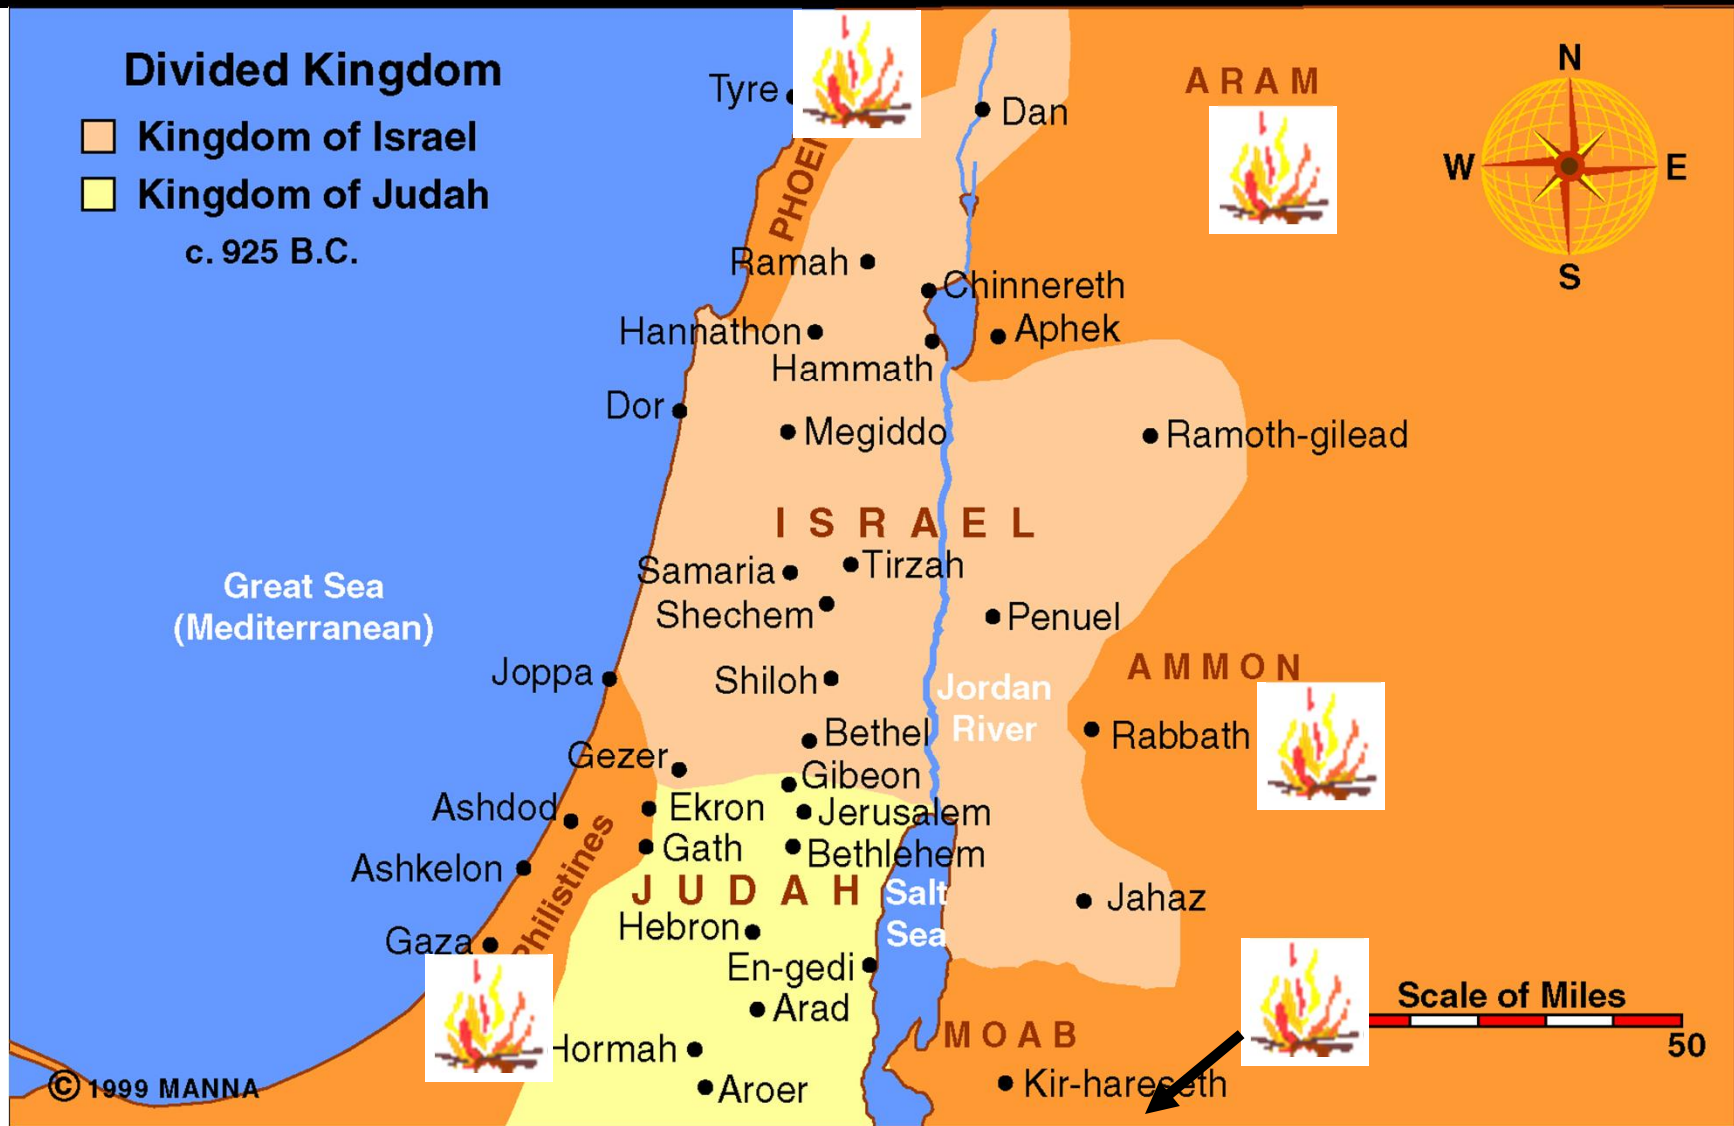 Divided Kingdom
Kingdom of Israel
Kingdom of Judah
c. 925 B.C.
Tyre
Dan
ARAM
N
W
E
S
PHOEI
Ramah
Chinnereth
Hannathon
Aphek
Hammath
Dor
Megiddo
Ramoth-gilead
ISRAEL
Samaria
Tirzah
Great Sea
(Mediterranean)
Shechem
Penuel
Joppa
Shiloh
AMMON
Jordan
River
Bethel
Rabbath
Gezer
Gibeon
Ashdod
Ekron
Jerusalem
Gath
Bethlehem
Ashkelon
Philistines
JUDAH
Salt
Sea
Jahaz
Hebron
Gaza
En-gedi
Arad
Scale of Miles
50
MOAB
Hormah
Kir-hareseth
Aroer
© 1999 MANNA